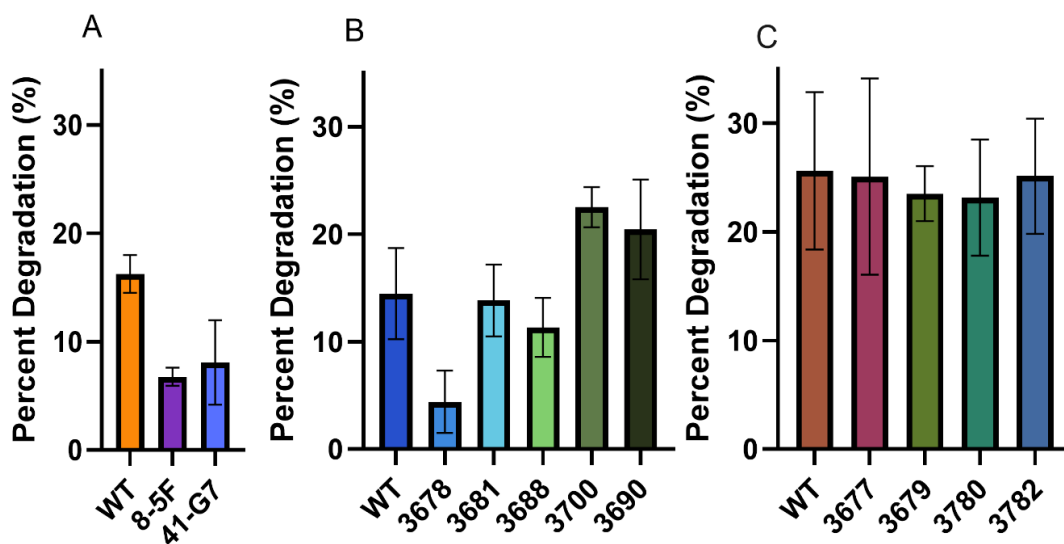 A
Percent Degradation (%)
30
20
10
0
WT
8-5F
41-G7
B
Percent Degradation (%)
30
20
10
0
WT
3678
3681
3688
3700
3690
C
Percent Degradation (%)
30
20
10
0
WT
3677
3679
3780
3782